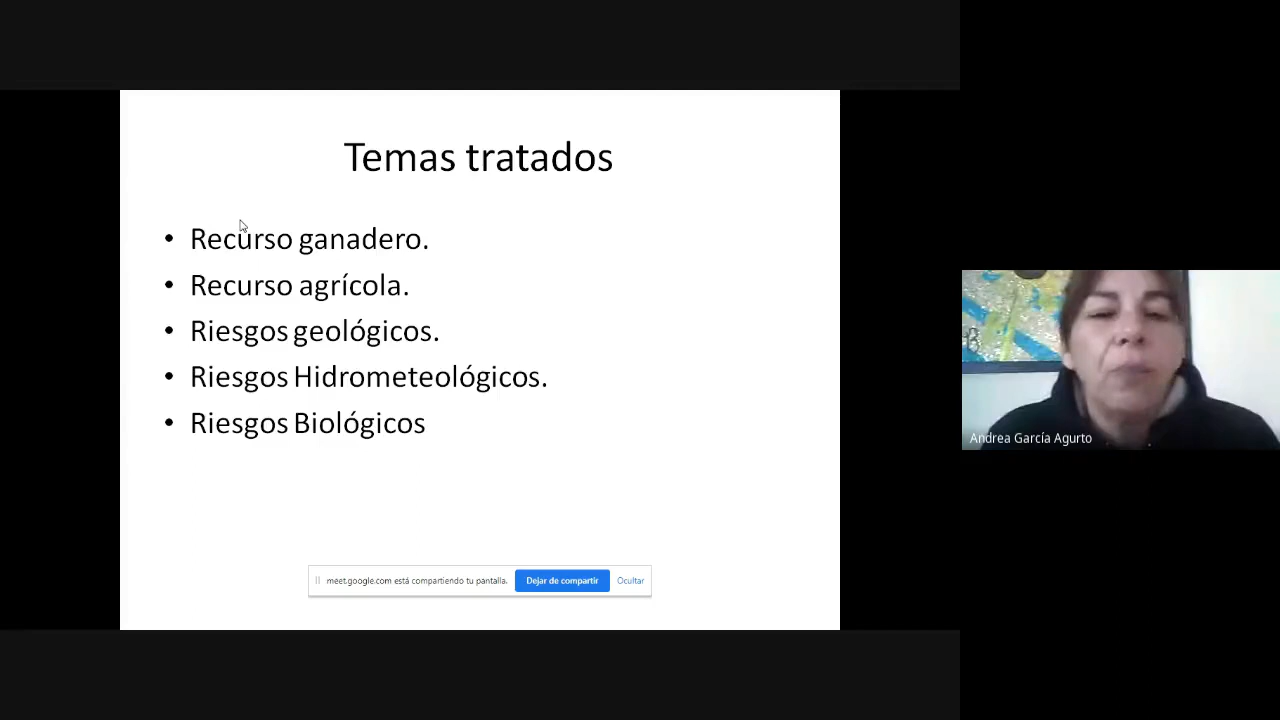 Temas tratados
• Recurso ganadero.
• Recurso agrícola.
• Riesgos geológicos.
• Riesgos Hidrometeológicos.
• Riesgos Biológicos
meet.google.com está compartiendo tu pantalla. Dejar de compartir Ocultar
Andrea García Agurto